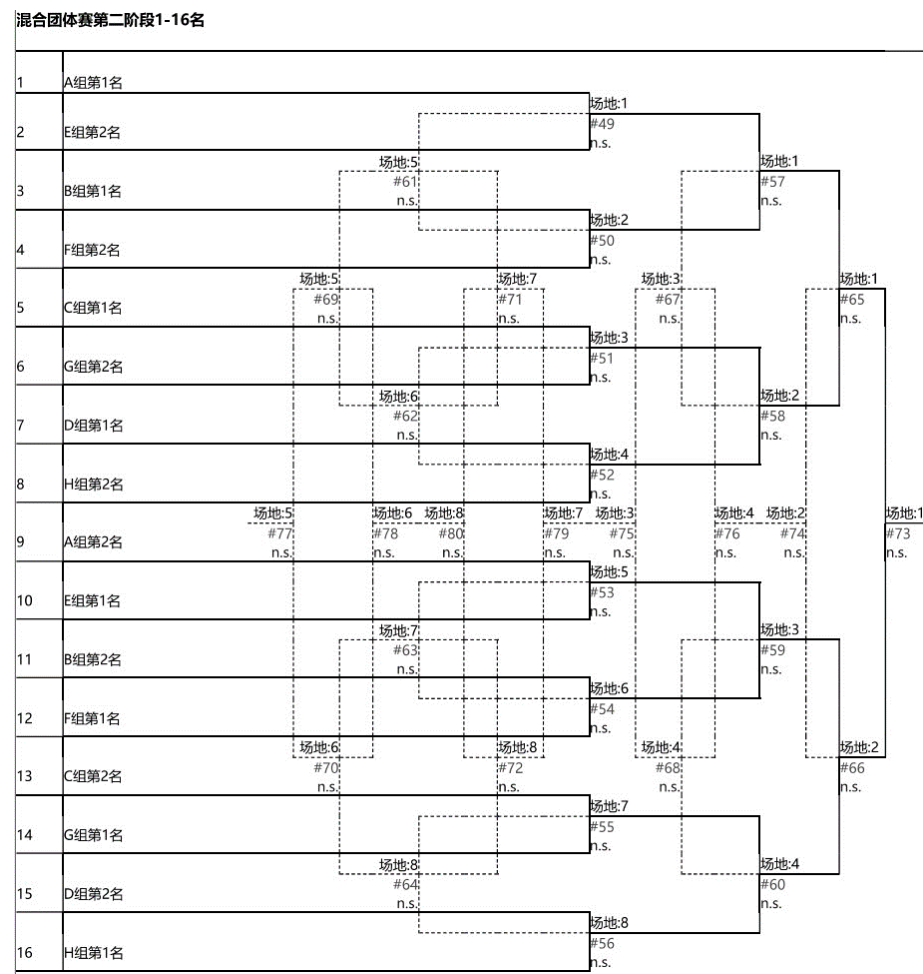 混合团体赛第二阶段1-16名
1 A组第1名
场地:1
2 E组第2名 #49
n.s.
场地:5 场地:1
3 B组第1名 #61 #57
n.s. n.s.
场地:2
4 F组第2名 #50
n.s.
场地:5 场地:7 场地:3 场地:1
5 C组第1名 #69 #71 #67 #65
n.s. n.s. n.s. n.s.
场地:3
6 G组第2名 #51
n.s.
场地:6 场地:2
7 D组第1名 #62 #58
n.s. n.s.
场地:4
8 H组第2名 #52
n.s.
场地:5 场地:6 场地:8 场地:7 场地:3 场地:4 场地:2 场地:1
9 A组第2名 #77 #78 #80 #79 #75 #76 #74 #73
n.s. n.s. n.s. n.s. n.s. n.s. n.s. n.s.
场地:5
10 E组第1名 #53
n.s.
场地:7 场地:3
11 B组第2名 #63 #59
n.s. n.s.
场地:6
12 F组第1名 #54
n.s.
场地:6 场地:8 场地:4 场地:2
13 C组第2名 #70 #72 #68 #66
n.s. n.s. n.s. n.s.
场地:7
14 G组第1名 #55
n.s.
场地:8 场地:4
15 D组第2名 #64 #60
n.s. n.s.
场地:8
16 H组第1名 #56
n.s.